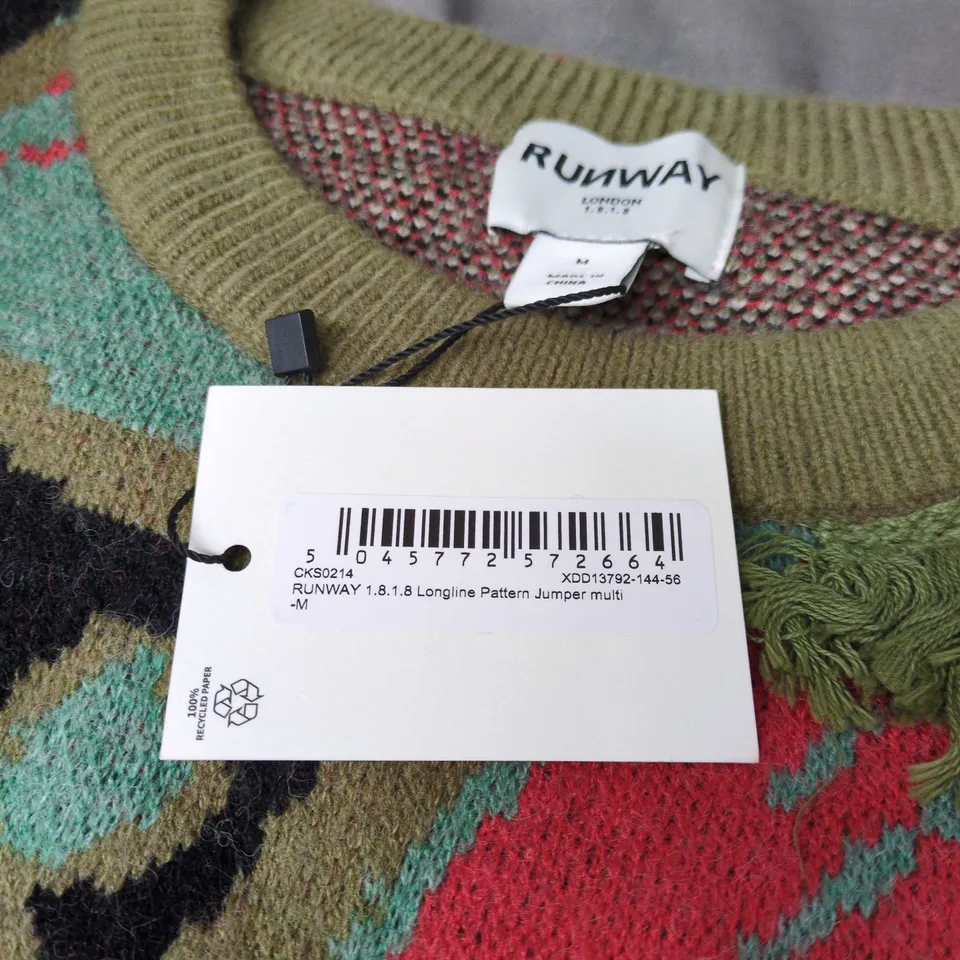 RUNWAY
LONDON
1.8.1.8
M
MADE IN
CHINA
5 045772 572664
CKS0214 XDD13792-144-56
RUNWAY 1.8.1.8 Longline Pattern Jumper multi
-M
100%
RECYCLED PAPER